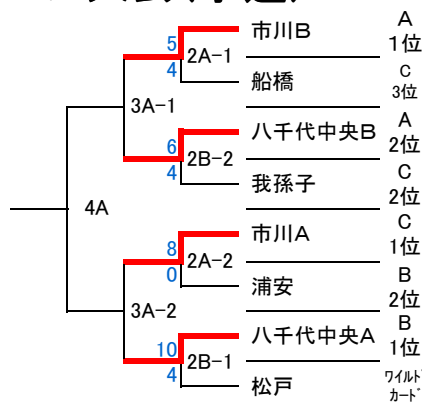 市川B
A
1位
5
2A-1
4
船橋
C
3位
3A-1
八千代中央B
A
2位
6
2B-2
4
我孫子
C
2位
4A
市川A
C
1位
8
2A-2
0
浦安
B
2位
3A-2
八千代中央A
B
1位
10
2B-1
4
松戸
ワイルド
カード